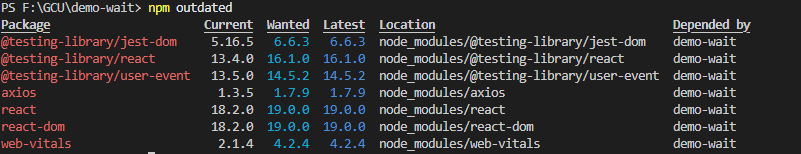 PS F:\GCU\demo-wait> npm outdated
Package Current Wanted Latest Location Depended by
@testing-library/jest-dom 5.16.5 6.6.3 6.6.3 node_modules/@testing-library/jest-dom demo-wait
@testing-library/react 13.4.0 16.1.0 16.1.0 node_modules/@testing-library/react demo-wait
@testing-library/user-event 13.5.0 14.5.2 14.5.2 node_modules/@testing-library/user-event demo-wait
axios 1.3.5 1.7.9 1.7.9 node_modules/axios demo-wait
react 18.2.0 19.0.0 19.0.0 node_modules/react demo-wait
react-dom 18.2.0 19.0.0 19.0.0 node_modules/react-dom demo-wait
web-vitals 2.1.4 4.2.4 4.2.4 node_modules/web-vitals demo-wait